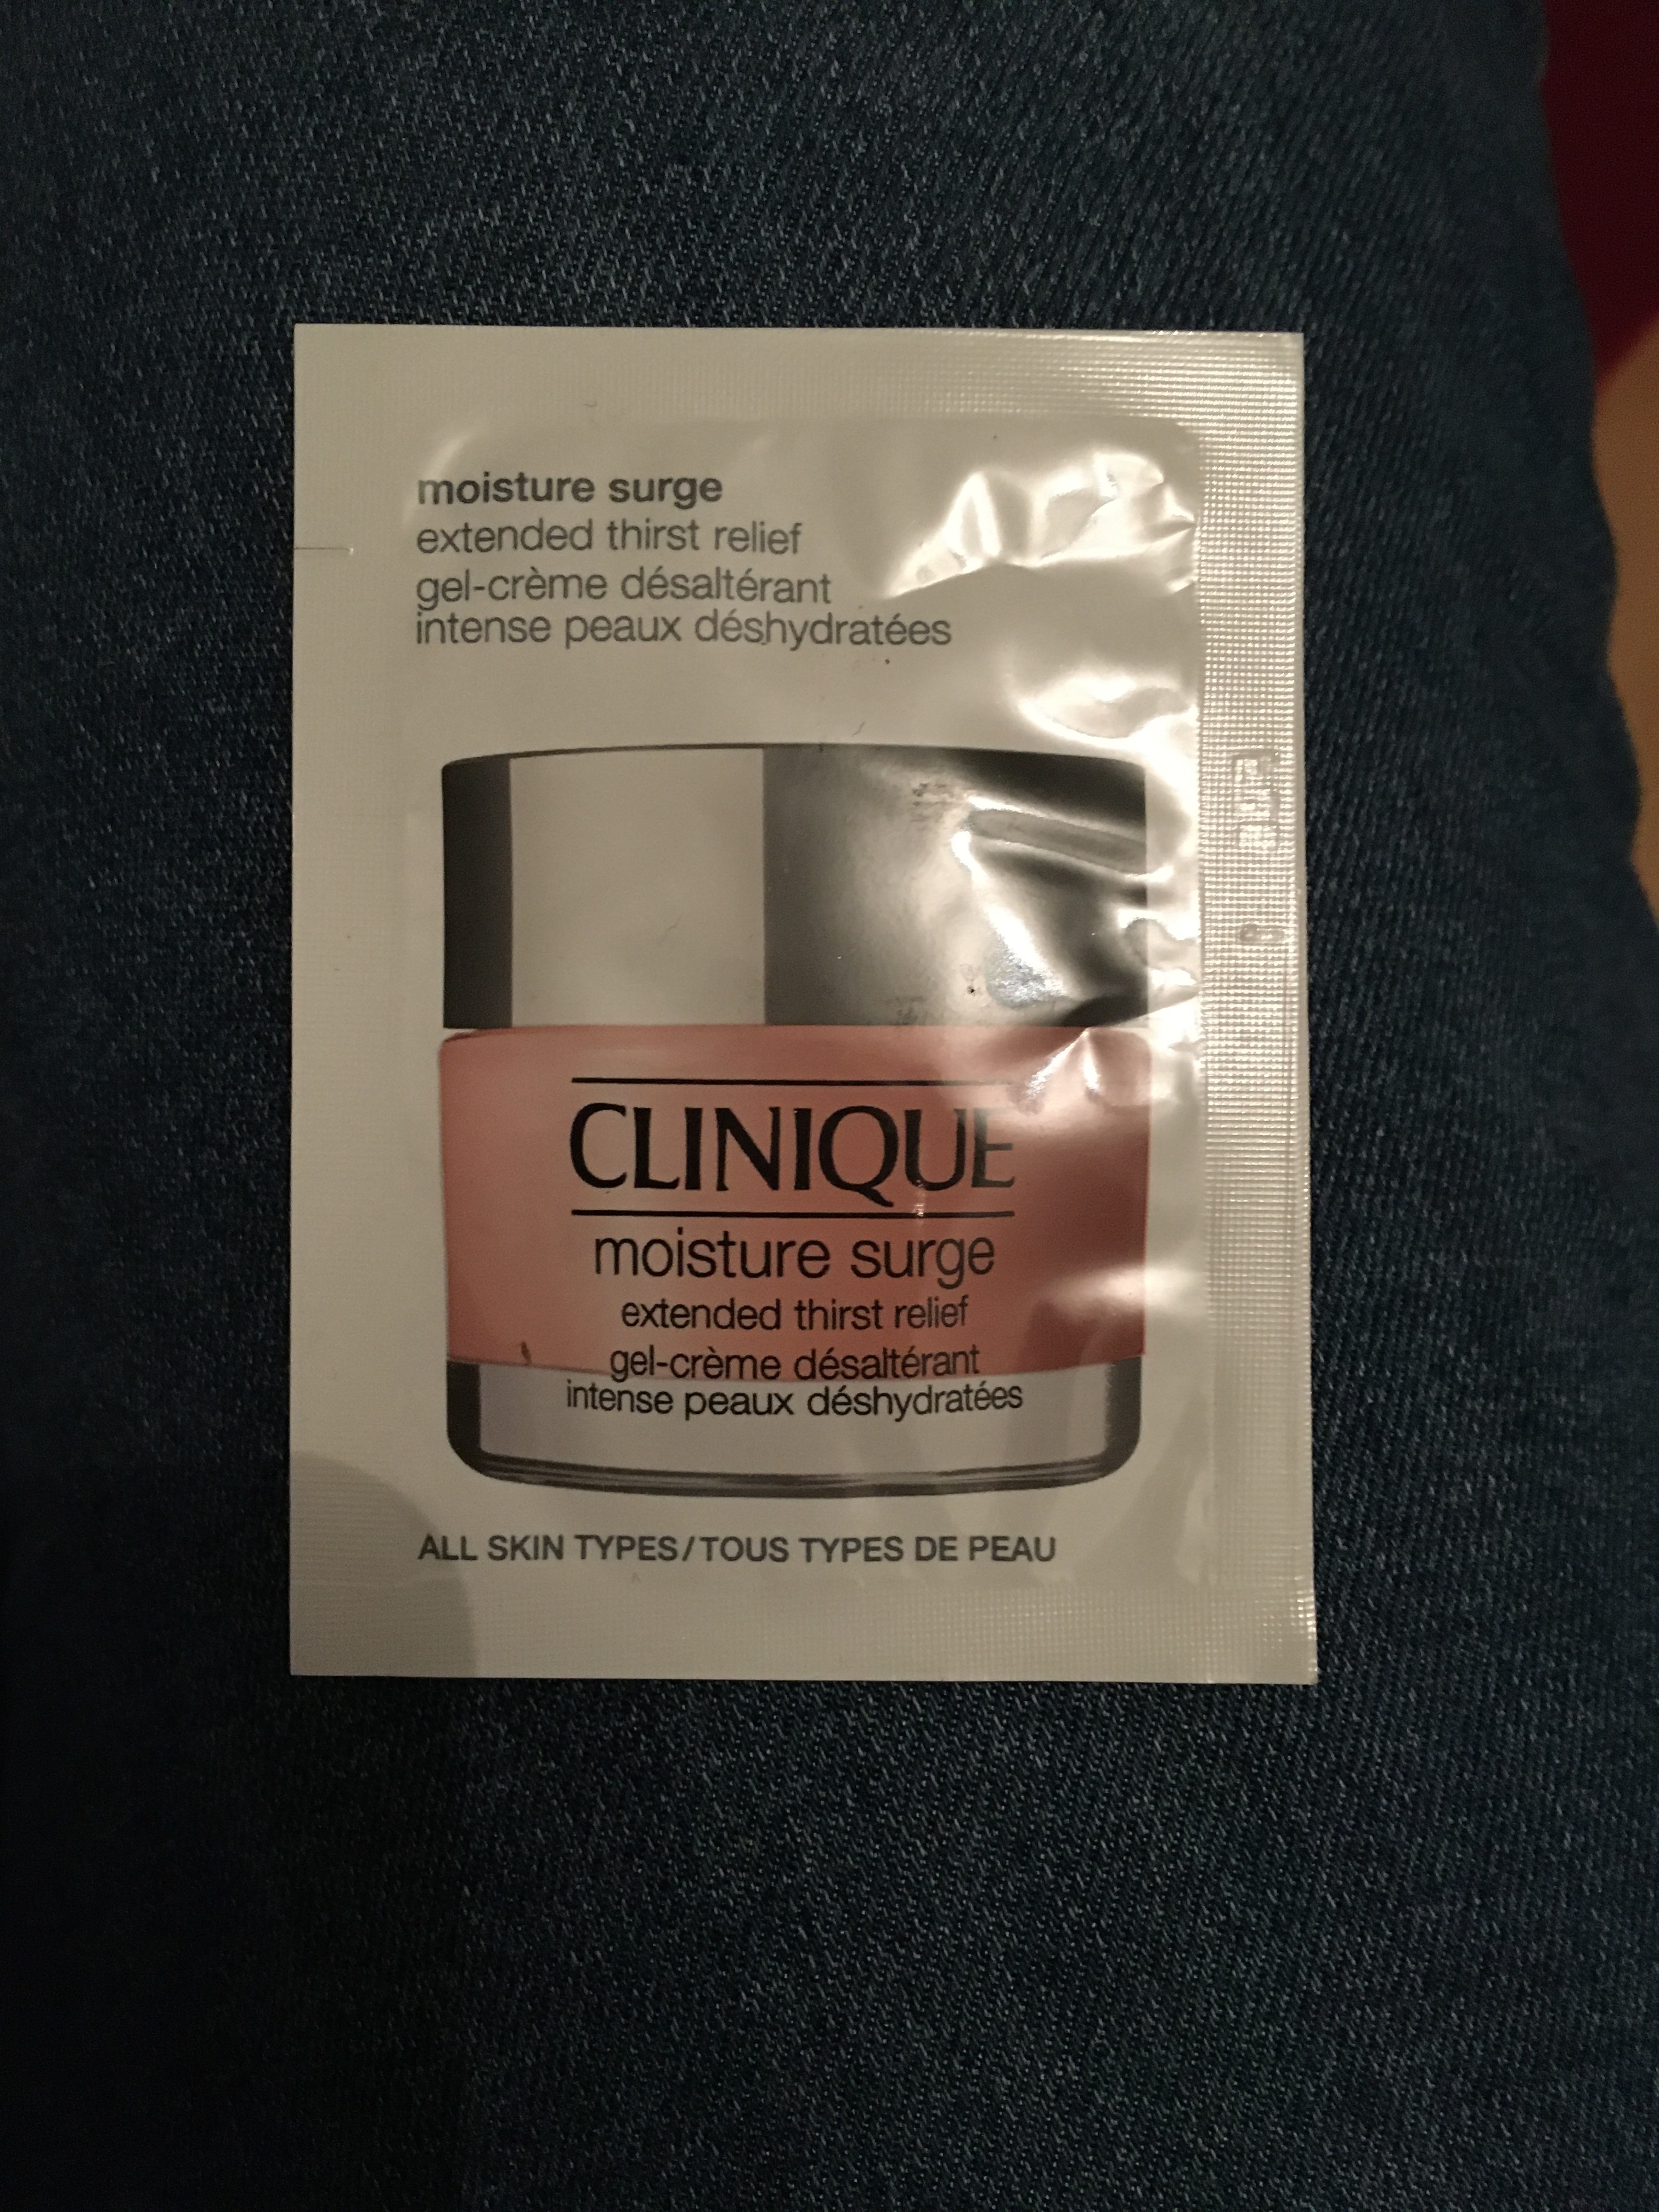 moisture surge
extended thirst relief
gel-crème désaltérant
intense peaux déshydratées
CLINIQUE
moisture surge
extended thirst relief
gel-crème désaltérant
intense peaux déshydratées
ALL SKIN TYPES/TOUS TYPES DE PEAU